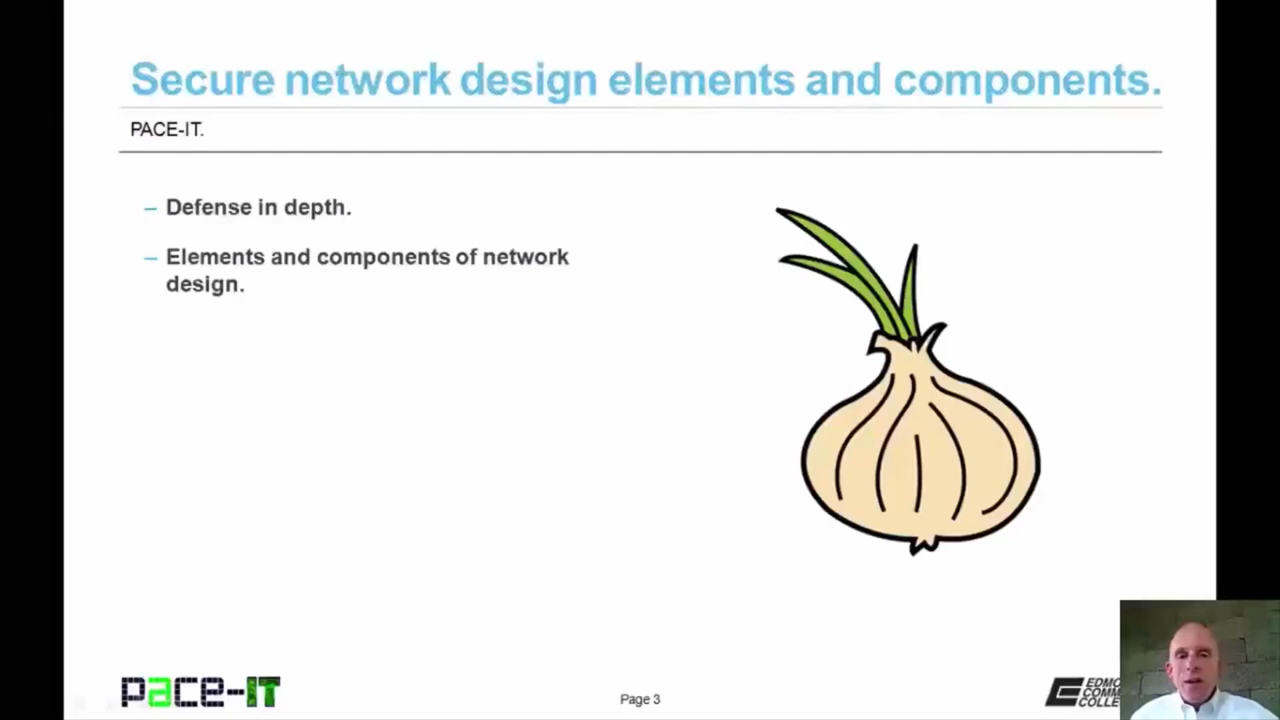 Secure network design elements and components.
PACE-IT.
– Defense in depth.
– Elements and components of network
design.
pace-IT
Page 3